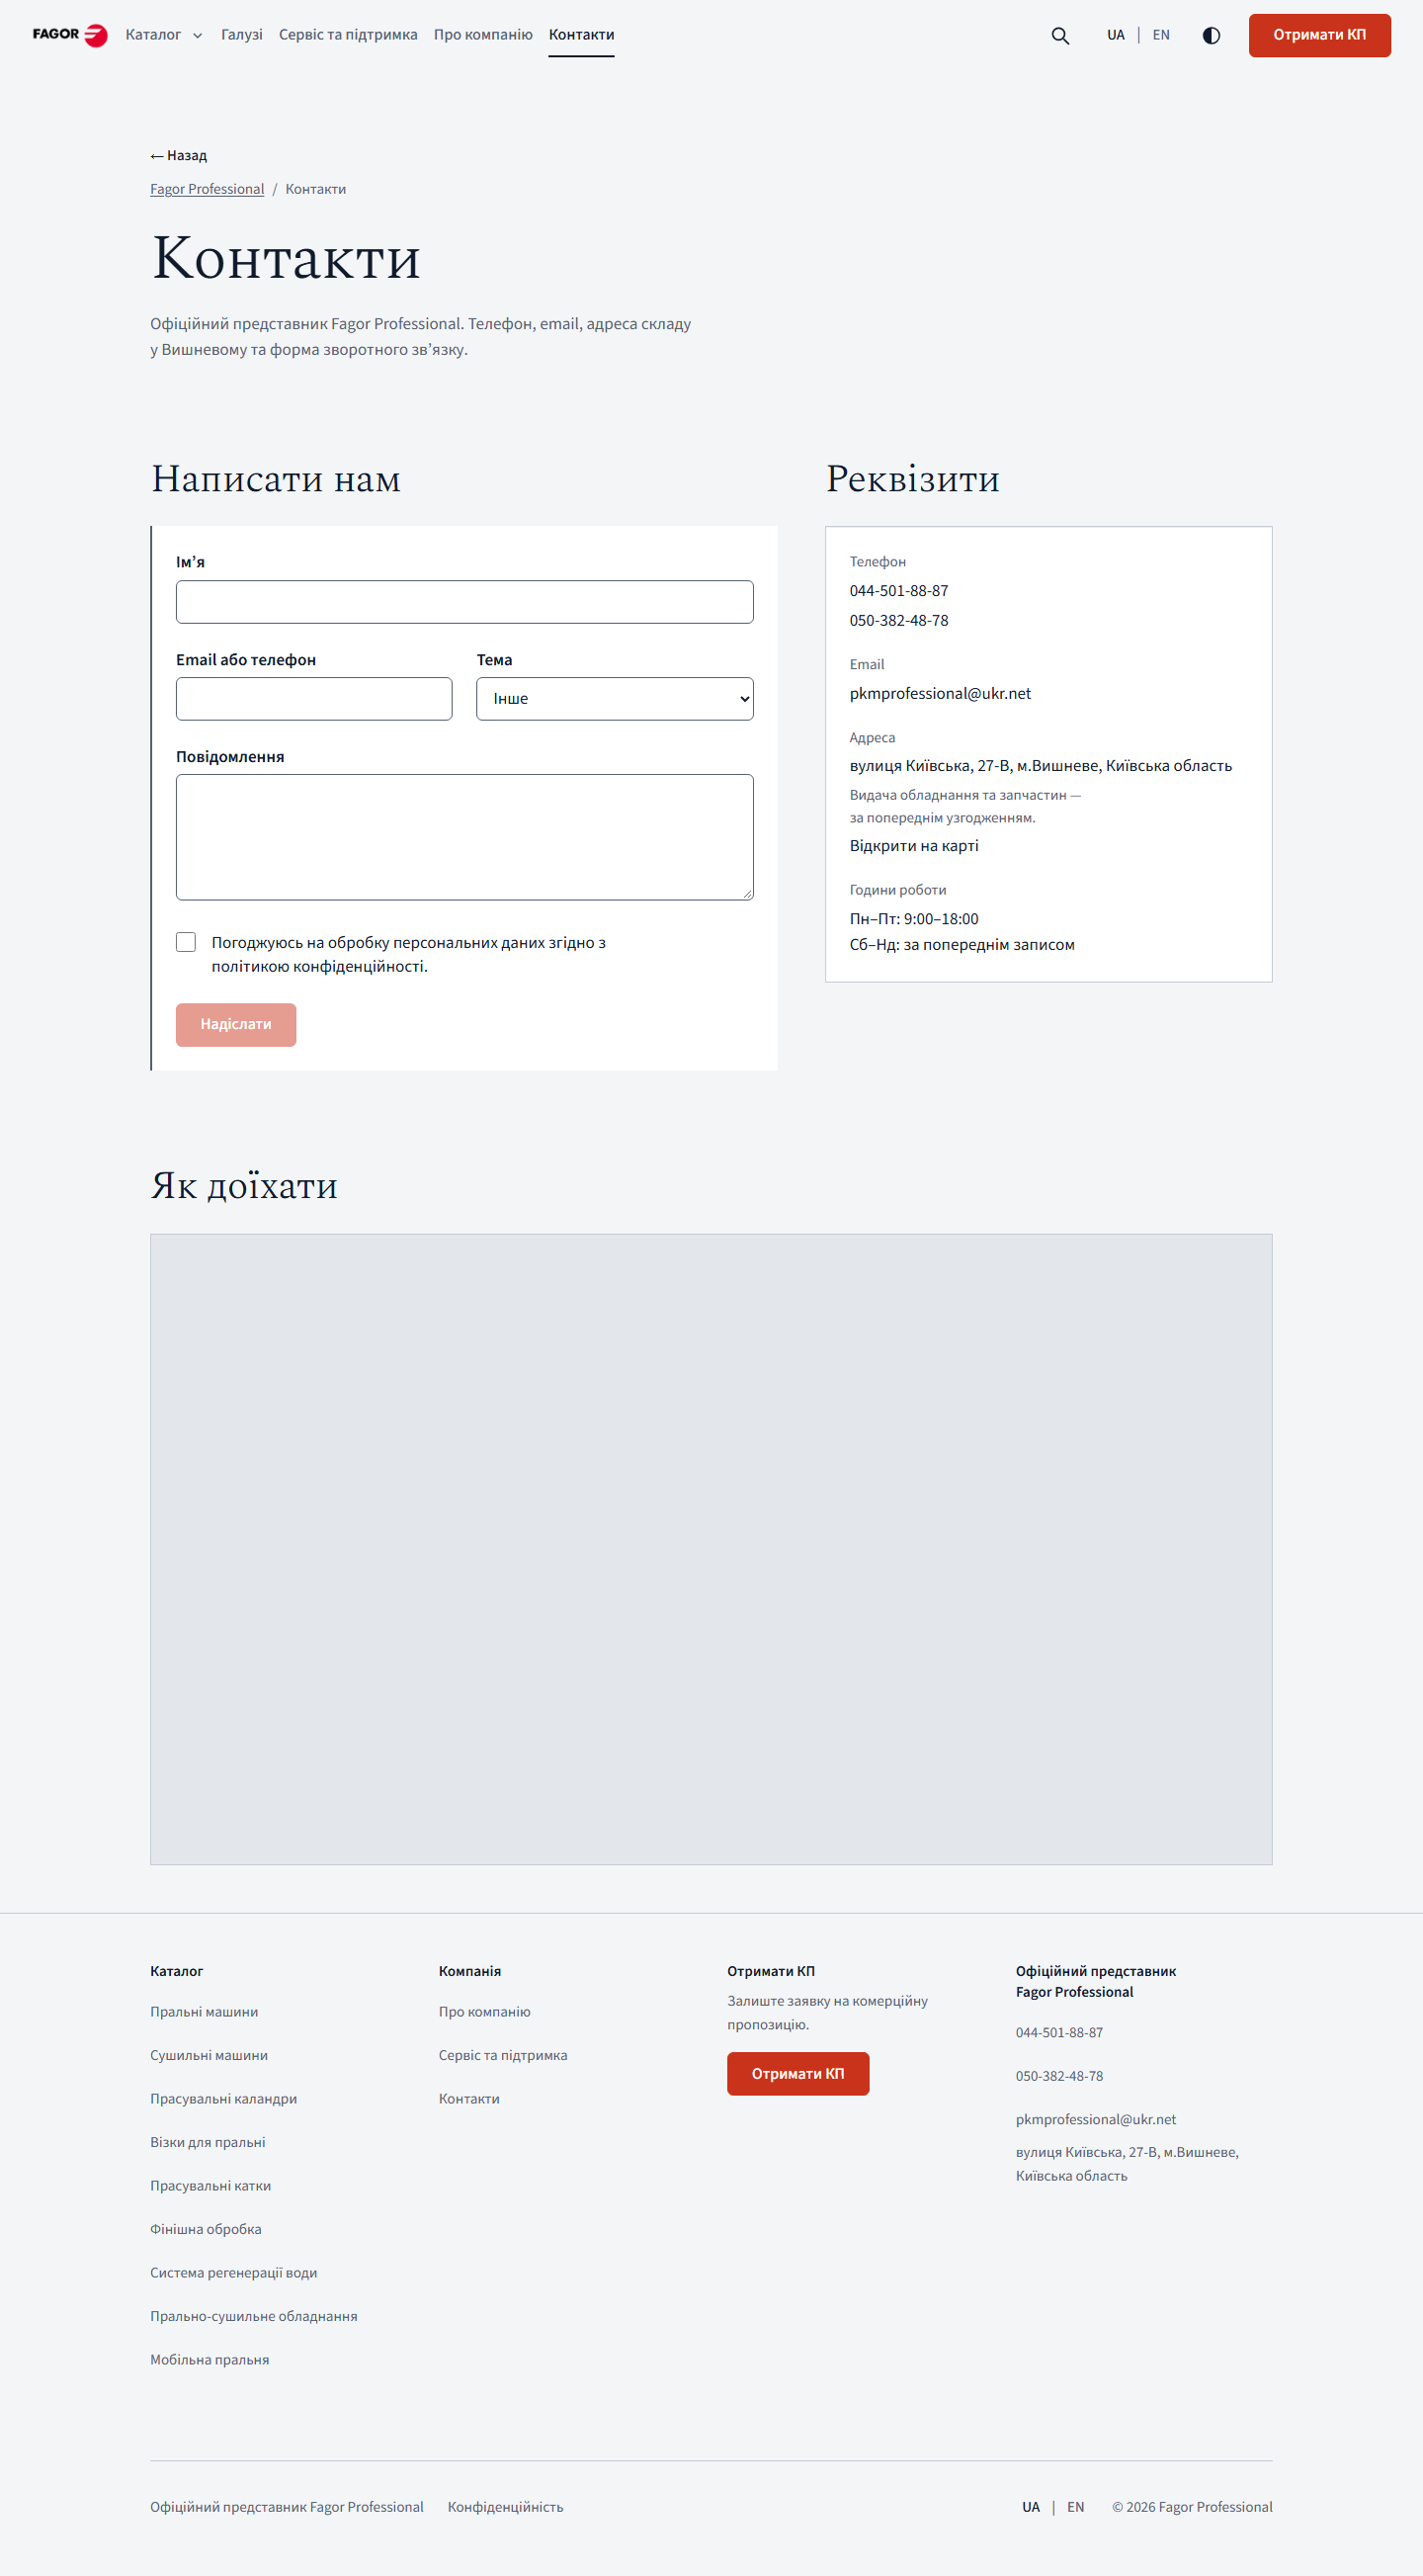 FAGOR
Каталог Галузі Сервіс та підтримка Про компанію Контакти
UA | EN
Отримати КП
← Назад
Fagor Professional / Контакти
Контакти
Офіційний представник Fagor Professional. Телефон, email, адреса складу
у Вишневому та форма зворотного зв’язку.
Написати нам
Ім’я
Email або телефон
Тема
Інше
Повідомлення
Погоджуюсь на обробку персональних даних згідно з
політикою конфіденційності.
Надіслати
Реквізити
Телефон
044-501-88-87
050-382-48-78
Email
pkmprofessional@ukr.net
Адреса
вулиця Київська, 27-В, м.Вишневе, Київська область
Видача обладнання та запчастин —
за попереднім узгодженням.
Відкрити на карті
Години роботи
Пн–Пт: 9:00–18:00
Сб–Нд: за попереднім записом
Як доїхати
Каталог
Пральні машини
Сушильні машини
Прасувальні каландри
Візки для пральні
Прасувальні катки
Фінішна обробка
Система регенерації води
Прально-сушильне обладнання
Мобільна пральня
Компанія
Про компанію
Сервіс та підтримка
Контакти
Отримати КП
Залиште заявку на комерційну
пропозицію.
Отримати КП
Офіційний представник
Fagor Professional
044-501-88-87
050-382-48-78
pkmprofessional@ukr.net
вулиця Київська, 27-В, м.Вишневе,
Київська область
Офіційний представник Fagor Professional Конфіденційність
UA | EN © 2026 Fagor Professional